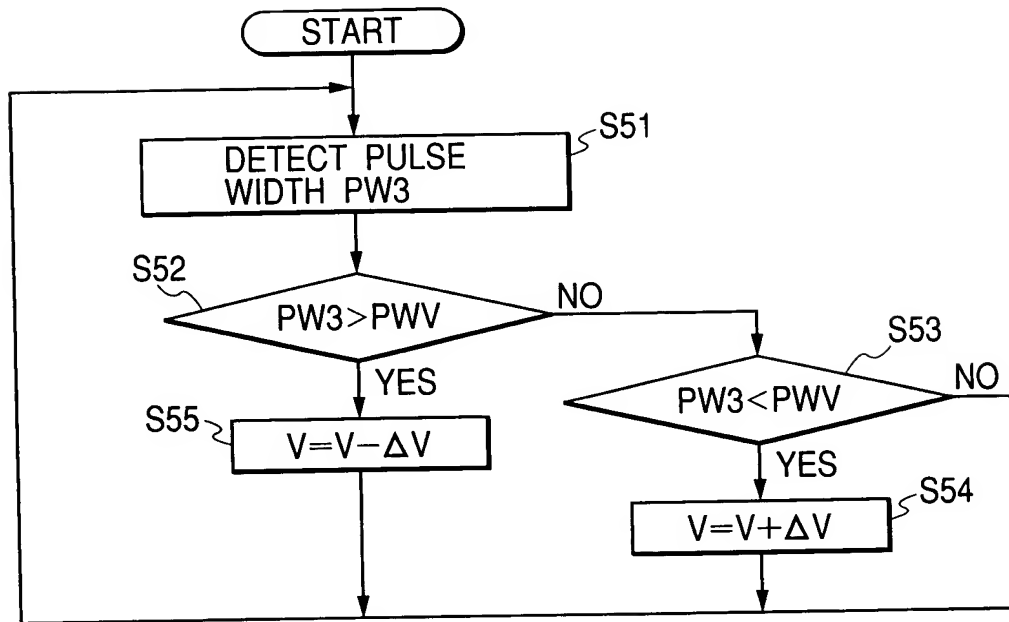 START
S51
DETECT PULSE
WIDTH PW3
S52
PW3>PWV
NO
YES
S53
PW3<PWV
NO
YES
S55
V=V−ΔV
S54
V=V+ΔV